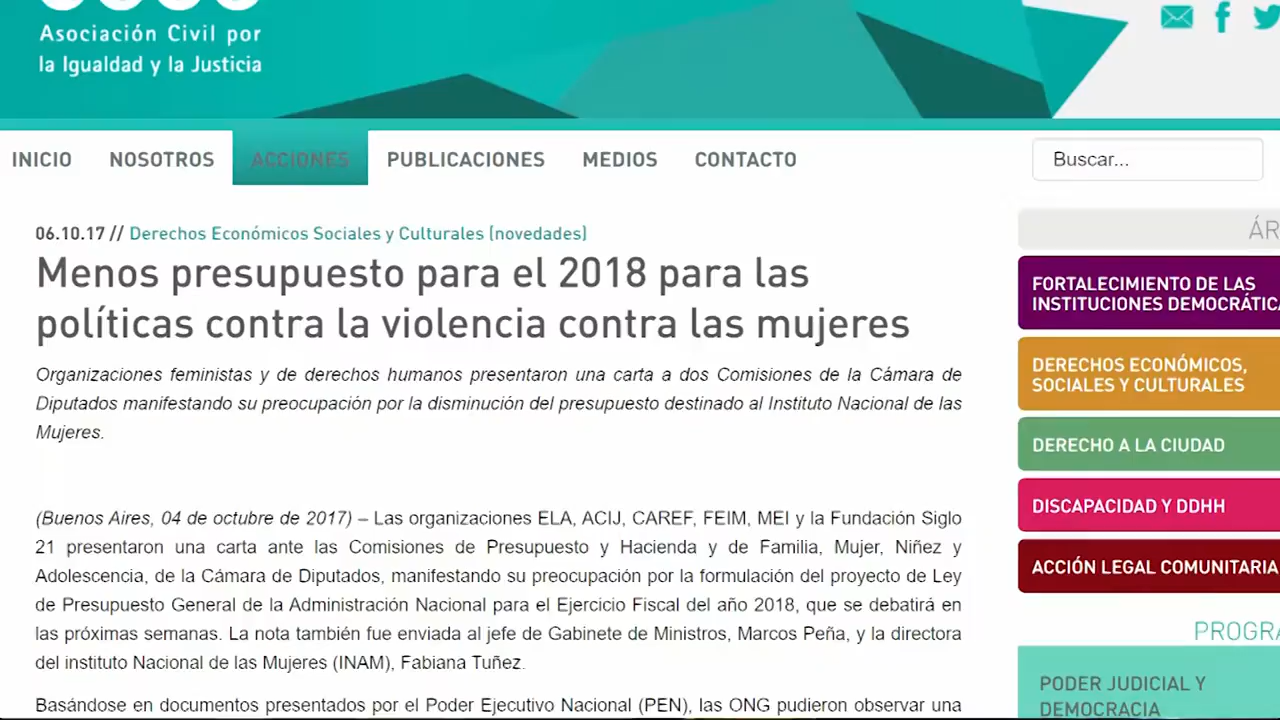 Asociación Civil por
la Igualdad y la Justicia
INICIO NOSOTROS ACCIONES PUBLICACIONES MEDIOS CONTACTO
Buscar...
06.10.17 // Derechos Económicos Sociales y Culturales (novedades)
Menos presupuesto para el 2018 para las
políticas contra la violencia contra las mujeres
Organizaciones feministas y de derechos humanos presentaron una carta a dos Comisiones de la Cámara de
Diputados manifestando su preocupación por la disminución del presupuesto destinado al Instituto Nacional de las
Mujeres.
(Buenos Aires, 04 de octubre de 2017) – Las organizaciones ELA, ACIJ, CAREF, FEIM, MEI y la Fundación Siglo
21 presentaron una carta ante las Comisiones de Presupuesto y Hacienda y de Familia, Mujer, Niñez y
Adolescencia, de la Cámara de Diputados, manifestando su preocupación por la formulación del proyecto de Ley
de Presupuesto General de la Administración Nacional para el Ejercicio Fiscal del año 2018, que se debatirá en
las próximas semanas. La nota también fue enviada al jefe de Gabinete de Ministros, Marcos Peña, y la directora
del instituto Nacional de las Mujeres (INAM), Fabiana Tuñez.
Basándose en documentos presentados por el Poder Ejecutivo Nacional (PEN), las ONG pudieron observar una
ÁR
FORTALECIMIENTO DE LAS
INSTITUCIONES DEMOCRÁTICA
DERECHOS ECONÓMICOS,
SOCIALES Y CULTURALES
DERECHO A LA CIUDAD
DISCAPACIDAD Y DDHH
ACCIÓN LEGAL COMUNITARIA
PROGRA
PODER JUDICIAL Y
DEMOCRACIA